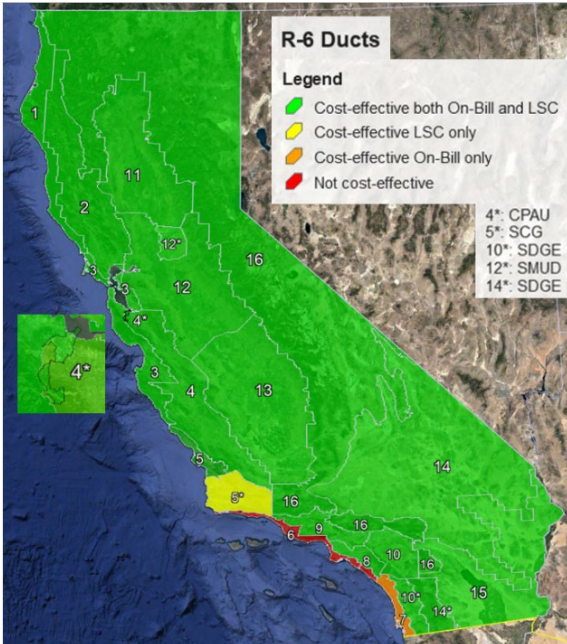 R-6 Ducts
Legend
Cost-effective both On-Bill and LSC
Cost-effective LSC only
Cost-effective On-Bill only
Not cost-effective
4*: CPAU
5*: SCG
10*: SDGE
12*: SMUD
14*: SDGE
1
11
2
12*
16
3
3
12
4*
4*
3
4
13
5
14
5*
16
6
9
16
8
10
16
10*
14*
15
7